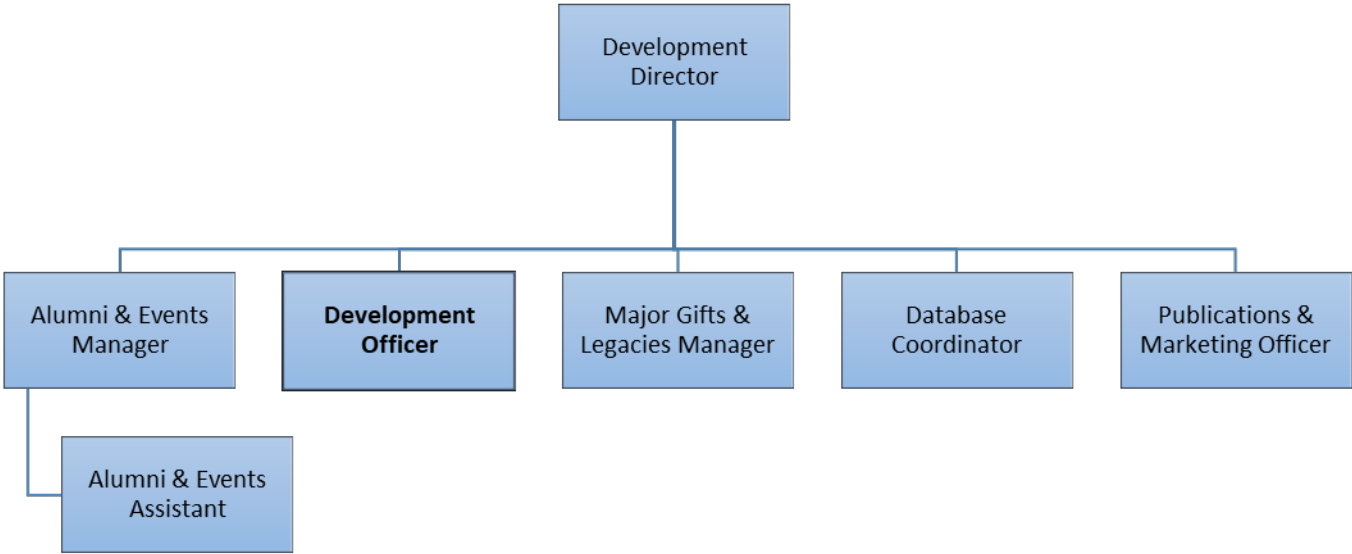 Development
Director
Alumni & Events
Manager
Development
Officer
Major Gifts &
Legacies Manager
Database
Coordinator
Publications &
Marketing Officer
Alumni & Events
Assistant